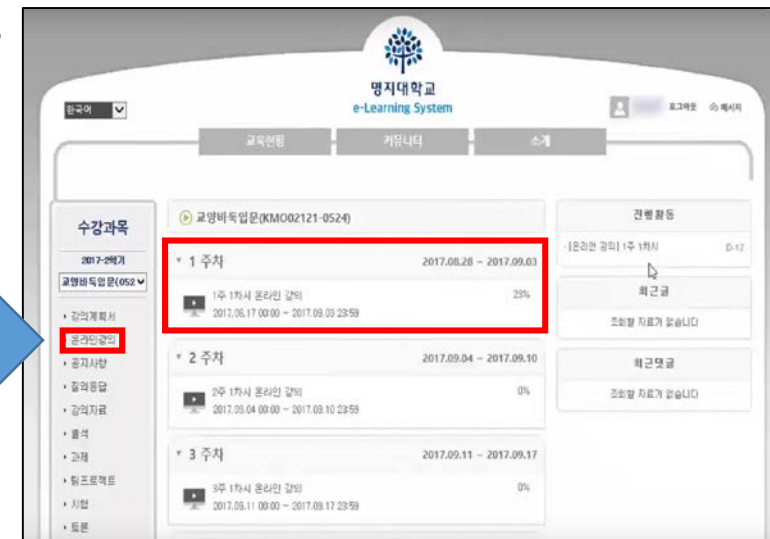 명지대학교
e-Learning System
한국어
로그아웃
메시지
교육현황
커뮤니티
소개
수강과목
2017-2학기
교양바둑입문(052
강의계획서
온라인강의
공지사항
질의응답
강의자료
출석
과제
팀프로젝트
시험
토론
교양바둑입문(KMO02121-0524)
1 주차 2017.08.28 ~ 2017.09.03
1주 1차시 온라인 강의 25%
2017.08.17 00:00 ~ 2017.09.03 23:59
2 주차 2017.09.04 ~ 2017.09.10
2주 1차시 온라인 강의 0%
2017.09.04 00:00 ~ 2017.09.10 23:59
3 주차 2017.09.11 ~ 2017.09.17
3주 1차시 온라인 강의 0%
2017.09.11 00:00 ~ 2017.09.17 23:59
진행활동
[온라인 강의] 1주 1차시
최근글
조회할 자료가 없습니다
최근댓글
조회할 자료가 없습니다